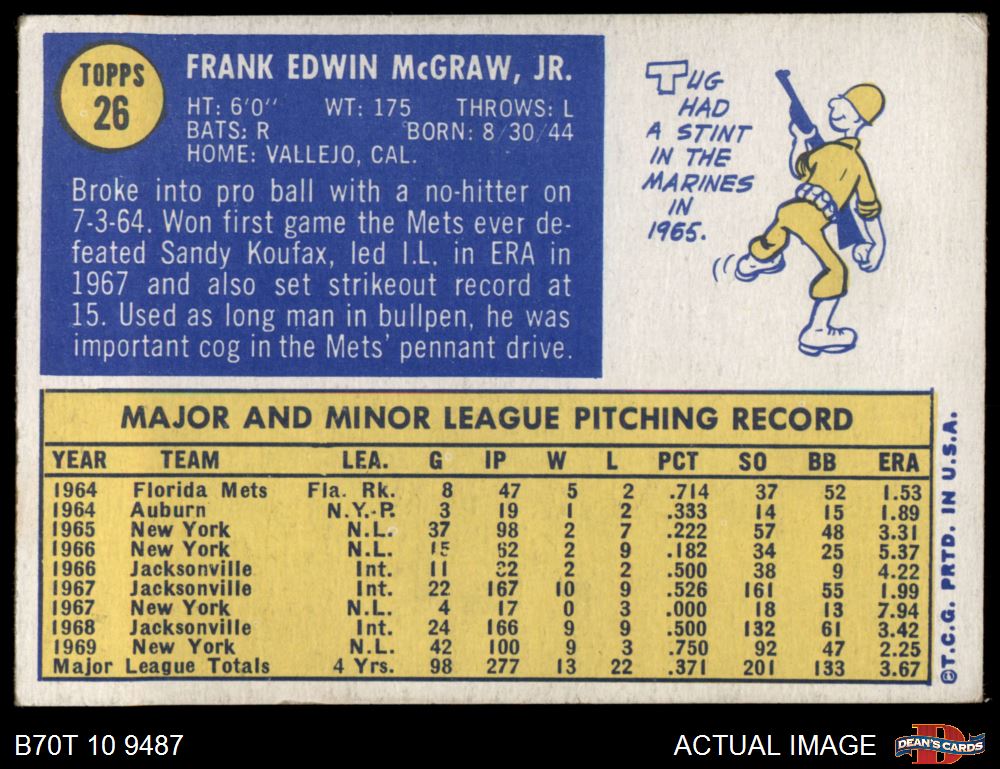 TOPPS
26
FRANK EDWIN McGRAW, JR.
HT: 6'0" WT: 175 THROWS: L
BATS: R BORN: 8/30/44
HOME: VALLEJO, CAL.
Broke into pro ball with a no-hitter on
7-3-64. Won first game the Mets ever de-
feated Sandy Koufax, led I.L. in ERA in
1967 and also set strikeout record at
15. Used as long man in bullpen, he was
important cog in the Mets' pennant drive.
TUG
HAD
A STINT
IN THE
MARINES
IN
1965.
MAJOR AND MINOR LEAGUE PITCHING RECORD
YEAR TEAM LEA. G IP W L PCT SO BB ERA
1964 Florida Mets Fla. Rk. 8 47 5 2 .714 37 52 1.53
1964 Auburn N.Y.-P. 3 19 1 2 .333 14 15 1.89
1965 New York N.L. 37 98 2 7 .222 57 48 3.31
1966 New York N.L. 15 62 2 9 .182 34 25 5.37
1966 Jacksonville Int. 11 32 2 2 .500 38 9 4.22
1967 Jacksonville Int. 22 167 10 9 .526 161 55 1.99
1967 New York N.L. 4 17 0 3 .000 18 13 7.94
1968 Jacksonville Int. 24 166 9 9 .500 132 61 3.42
1969 New York N.L. 42 100 9 3 .750 92 47 2.25
Major League Totals 4 Yrs. 98 277 13 22 .371 201 133 3.67
©T.C.G. PRTD. IN U.S.A.
B70T 10 9487
ACTUAL IMAGE
D
DEAN'S CARDS